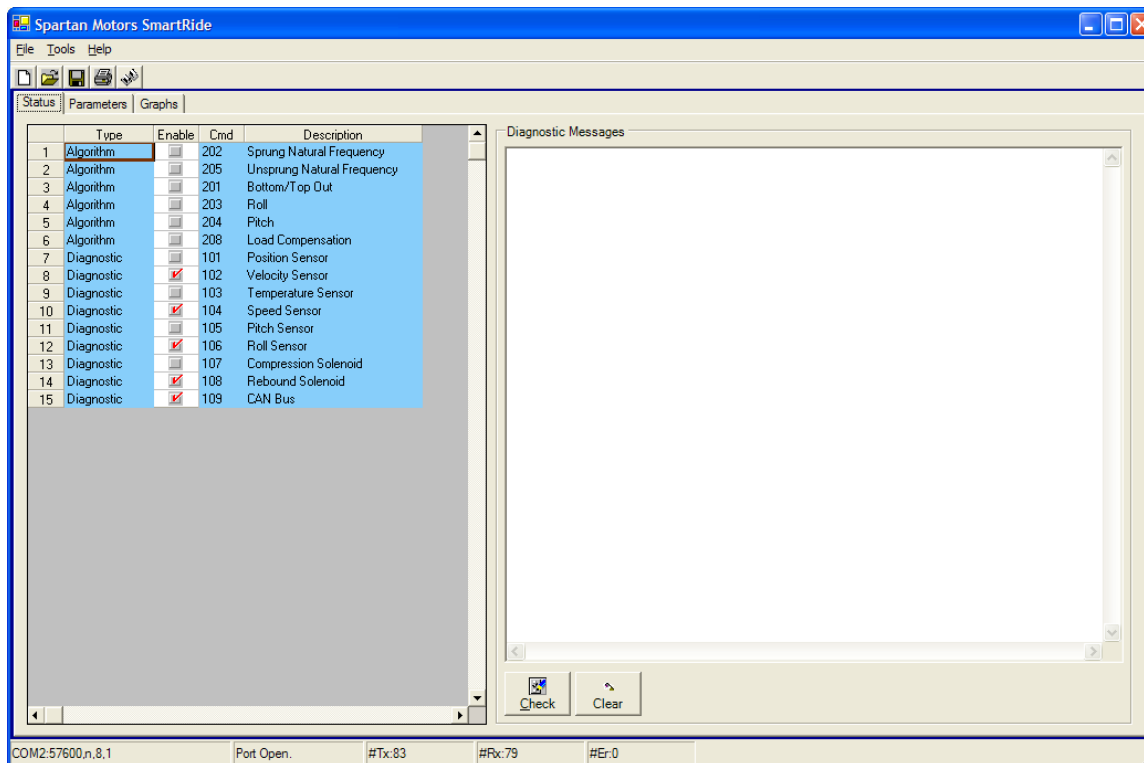 Spartan Motors SmartRide
File Tools Help
Status Parameters Graphs
Type Enable Cmd Description
1 Algorithm 202 Sprung Natural Frequency
2 Algorithm 205 Unsprung Natural Frequency
3 Algorithm 201 Bottom/Top Out
4 Algorithm 203 Roll
5 Algorithm 204 Pitch
6 Algorithm 208 Load Compensation
7 Diagnostic 101 Position Sensor
8 Diagnostic 102 Velocity Sensor
9 Diagnostic 103 Temperature Sensor
10 Diagnostic 104 Speed Sensor
11 Diagnostic 105 Pitch Sensor
12 Diagnostic 106 Roll Sensor
13 Diagnostic 107 Compression Solenoid
14 Diagnostic 108 Rebound Solenoid
15 Diagnostic 109 CAN Bus
Diagnostic Messages
Check Clear
COM2:57600,n,8,1 Port Open. #Tx:83 #Rx:79 #Er:0